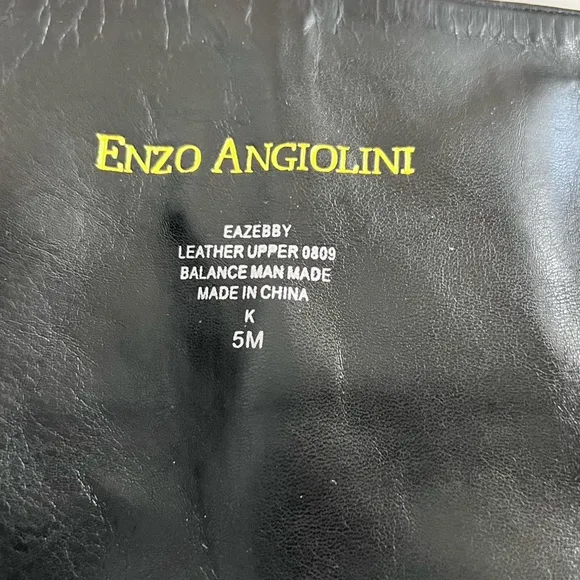 ENZO ANGIOLINI
EAZEBBY
LEATHER UPPER 0809
BALANCE MAN MADE
MADE IN CHINA
K
5M